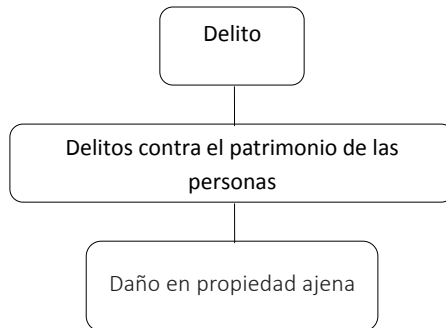 Delito
Delitos contra el patrimonio de las
personas
Daño en propiedad ajena